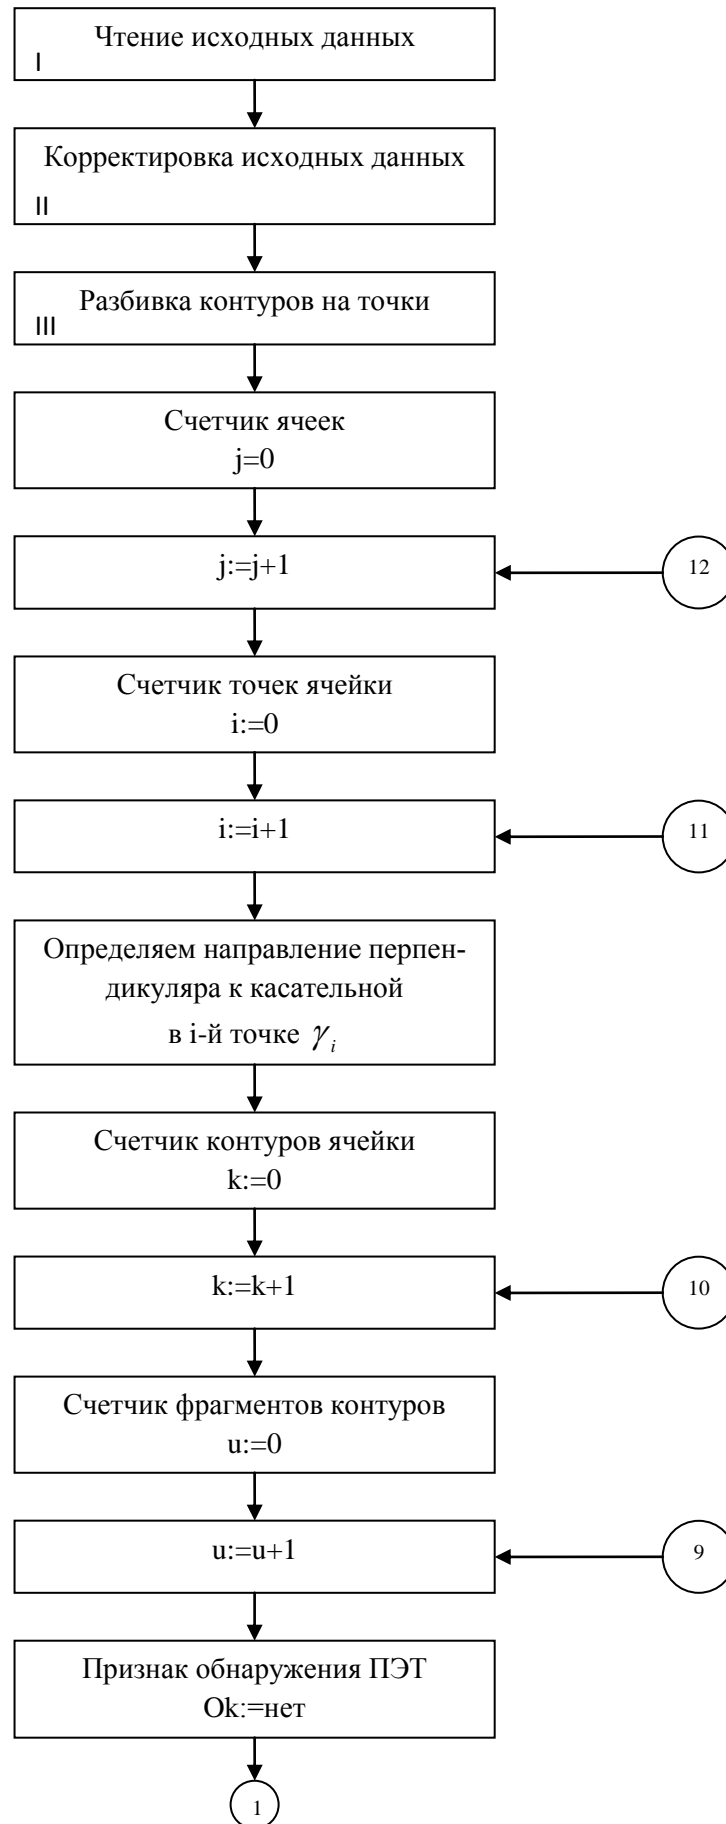 Чтение исходных данных
I
Корректировка исходных данных
II
Разбивка контуров на точки
III
Счетчик ячеек
j=0
j:=j+1
12
Счетчик точек ячейки
i:=0
i:=i+1
11
Определяем направление перпен-
дикуляра к касательной
в i-й точке γi
Счетчик контуров ячейки
k:=0
k:=k+1
10
Счетчик фрагментов контуров
u:=0
u:=u+1
9
Признак обнаружения ПЭТ
Ok:=нет
1